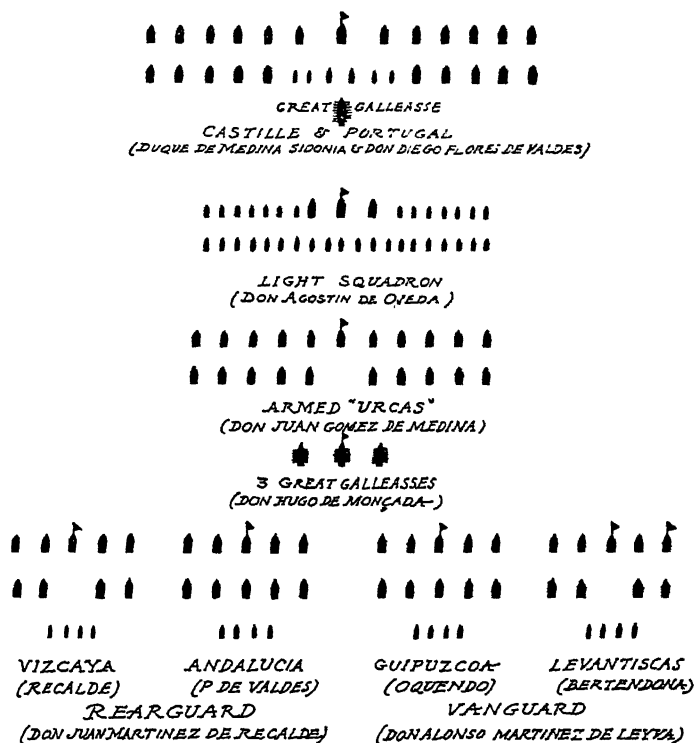 GREAT GALLEASSE
CASTILLE & PORTUGAL
(DUQUE DE MEDINA SIDONIA & DON DIEGO FLORES DE VALDES)
LIGHT SQUADRON
(DON AGOSTIN DE OJEDA)
ARMED "URCAS"
(DON JUAN GOMEZ DE MEDINA)
3 GREAT GALLEASSES
(DON HUGO DE MONÇADA)
VIZCAYA ANDALUCIA GUIPUZCOA LEVANTISCAS
(RECALDE) (P DE VALDES) (OQUENDO) (BERTENDONA)
REARGUARD VANGUARD
(DON JUAN MARTINEZ DE RECALDE) (DON ALONSO MARTINEZ DE LEYVA)